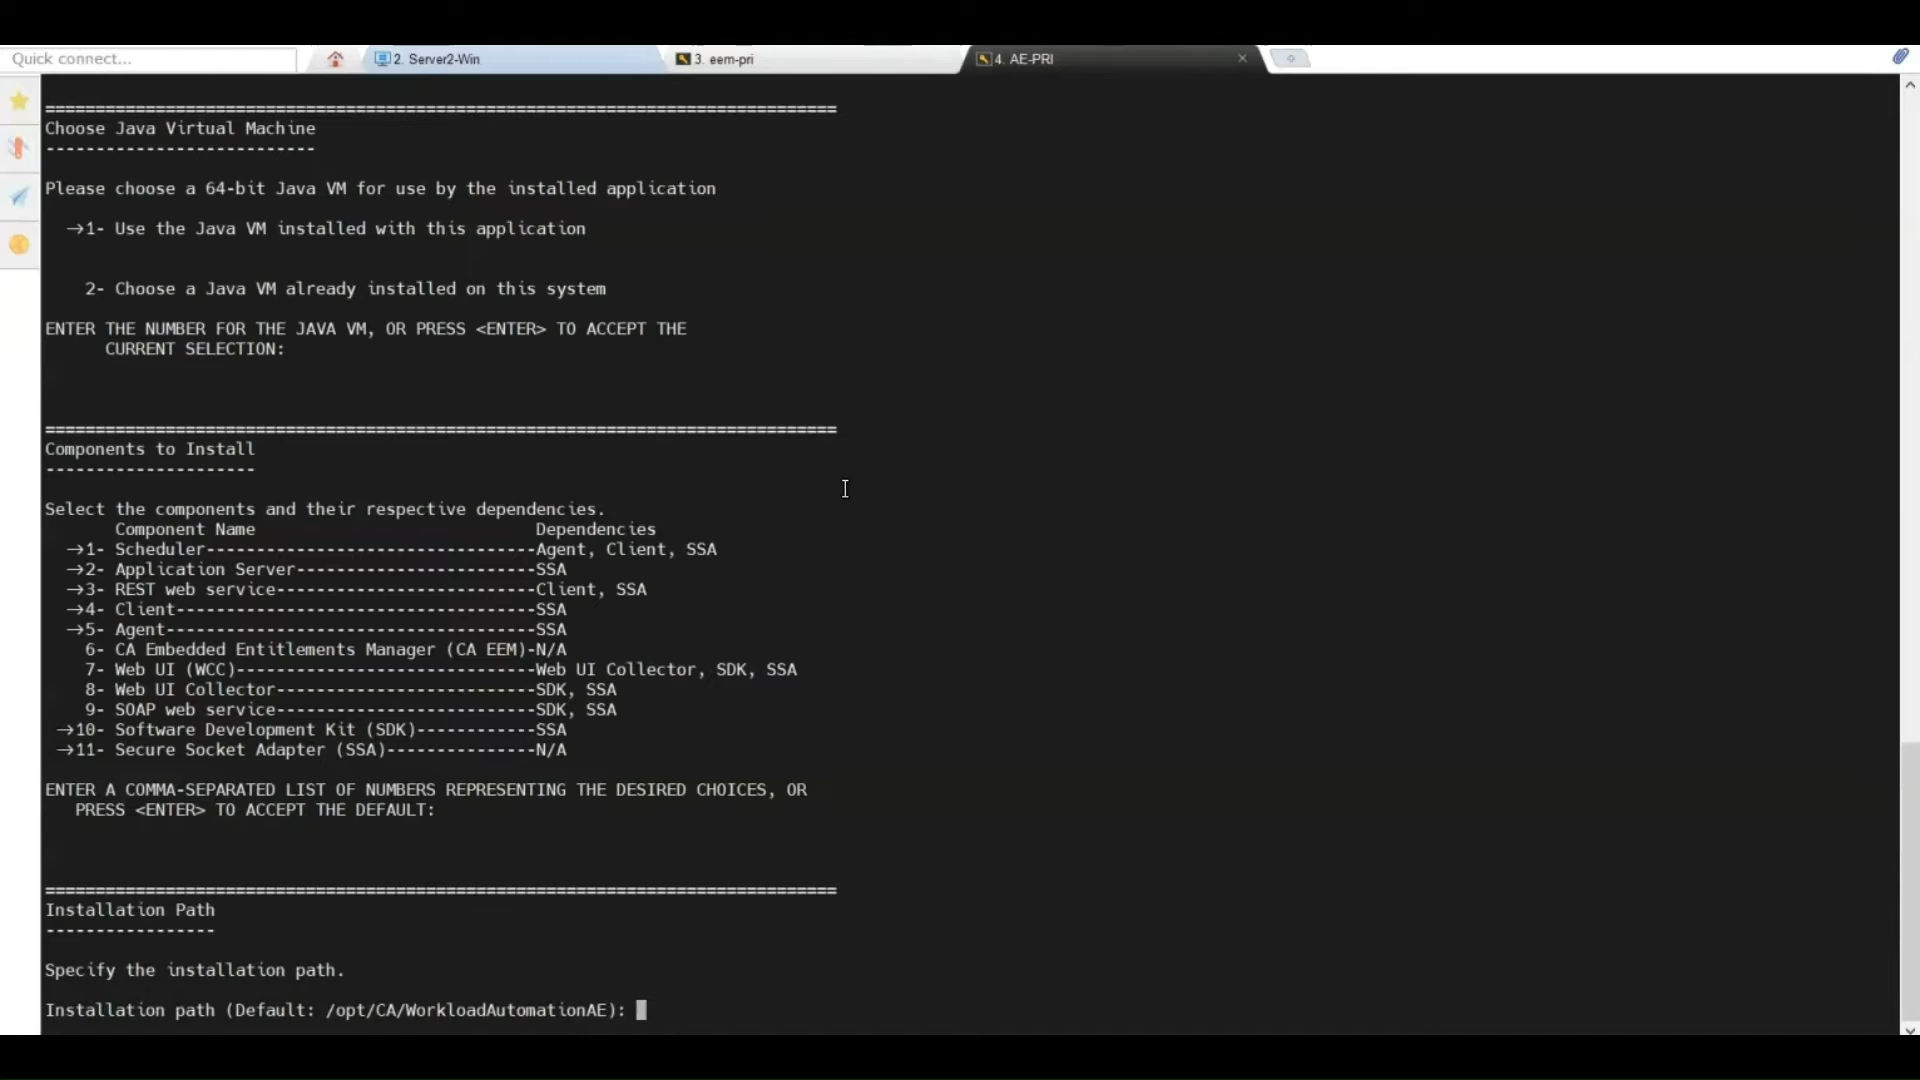 Quick connect...
2. Server2-Win
3. eem-pri
4. AE-PRI
===============================================================================
Choose Java Virtual Machine
---------------------------
Please choose a 64-bit Java VM for use by the installed application
→1- Use the Java VM installed with this application
2- Choose a Java VM already installed on this system
ENTER THE NUMBER FOR THE JAVA VM, OR PRESS <ENTER> TO ACCEPT THE
CURRENT SELECTION:
===============================================================================
Components to Install
---------------------
Select the components and their respective dependencies.
Component Name Dependencies
→1- Scheduler---------------------------------Agent, Client, SSA
→2- Application Server------------------------SSA
→3- REST web service--------------------------Client, SSA
→4- Client------------------------------------SSA
→5- Agent-------------------------------------SSA
6- CA Embedded Entitlements Manager (CA EEM)-N/A
7- Web UI (WCC)------------------------------Web UI Collector, SDK, SSA
8- Web UI Collector--------------------------SDK, SSA
9- SOAP web service--------------------------SDK, SSA
→10- Software Development Kit (SDK)------------SSA
→11- Secure Socket Adapter (SSA)---------------N/A
ENTER A COMMA-SEPARATED LIST OF NUMBERS REPRESENTING THE DESIRED CHOICES, OR
PRESS <ENTER> TO ACCEPT THE DEFAULT:
===============================================================================
Installation Path
-----------------
Specify the installation path.
Installation path (Default: /opt/CA/WorkloadAutomationAE):